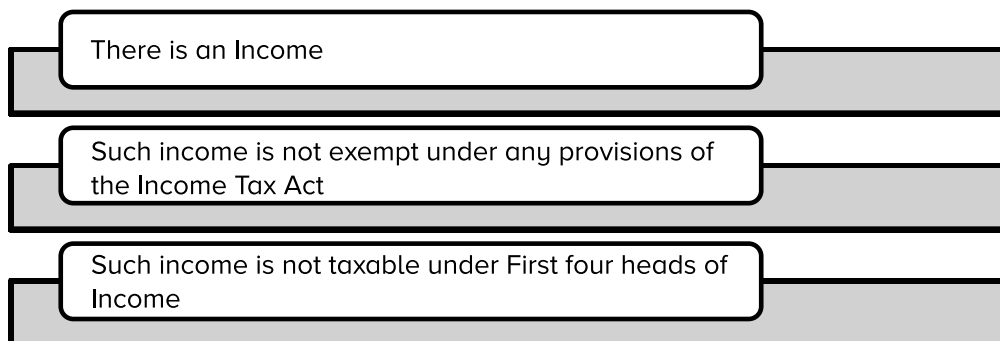 There is an Income
Such income is not exempt under any provisions of
the Income Tax Act
Such income is not taxable under First four heads of
Income